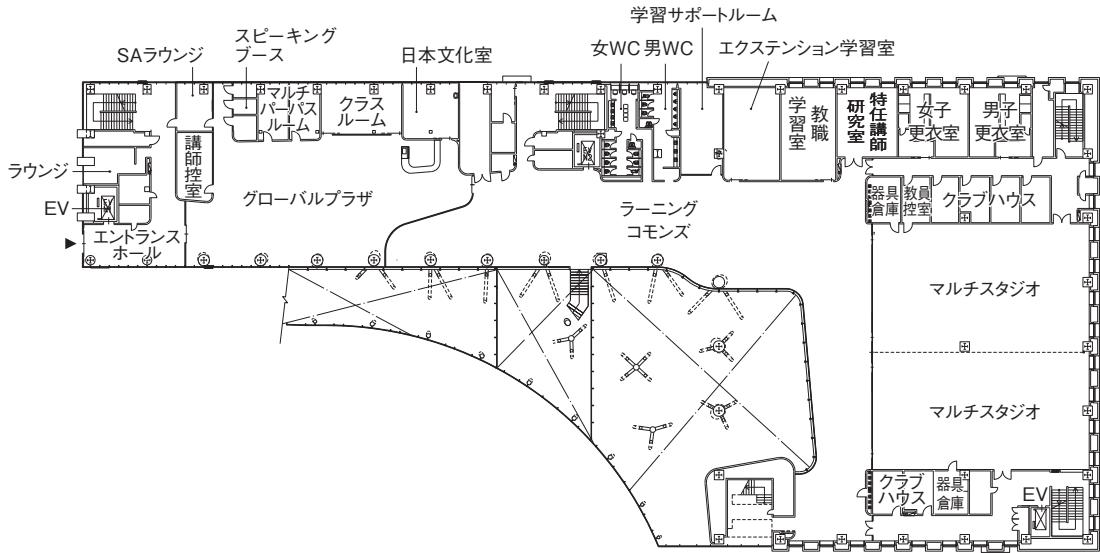 学習サポートルーム
スピーキング
ブース
SAラウンジ
日本文化室
女WC 男WC
エクステンション学習室
マルチ
パーパス
ルーム
クラス
ルーム
講師控室
教職
学習室
特任講師
研究室
女子
更衣室
男子
更衣室
ラウンジ
EV
エントランス
ホール
グローバルプラザ
ラーニング
コモンズ
器具
倉庫
教員
控室
クラブハウス
マルチスタジオ
マルチスタジオ
クラブ
ハウス
器具
倉庫
EV